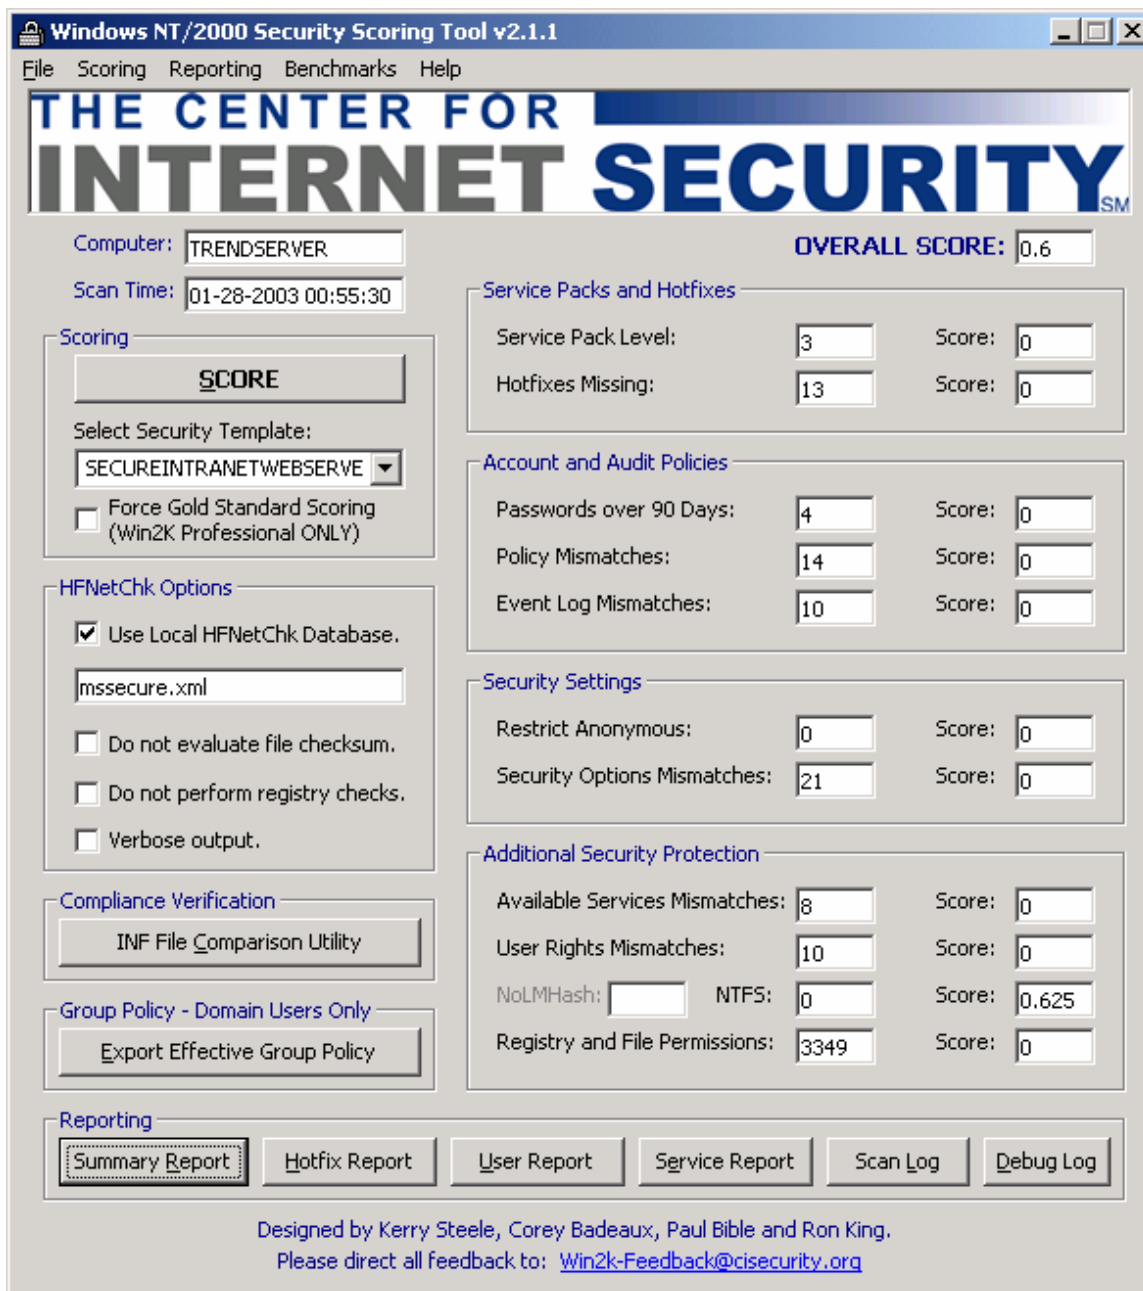 Windows NT/2000 Security Scoring Tool v2.1.1
File Scoring Reporting Benchmarks Help
THE CENTER FOR
INTERNET SECURITY SM
Computer: TRENDSERVER
OVERALL SCORE: 0.6
Scan Time: 01-28-2003 00:55:30
Scoring
SCORE
Select Security Template:
SECUREINTRANETWEBSERVE
Force Gold Standard Scoring
(Win2K Professional ONLY)
HFNetChk Options
Use Local HFNetChk Database.
mssecure.xml
Do not evaluate file checksum.
Do not perform registry checks.
Verbose output.
Compliance Verification
INF File Comparison Utility
Group Policy - Domain Users Only
Export Effective Group Policy
Service Packs and Hotfixes
Service Pack Level: 3 Score: 0
Hotfixes Missing: 13 Score: 0
Account and Audit Policies
Passwords over 90 Days: 4 Score: 0
Policy Mismatches: 14 Score: 0
Event Log Mismatches: 10 Score: 0
Security Settings
Restrict Anonymous: 0 Score: 0
Security Options Mismatches: 21 Score: 0
Additional Security Protection
Available Services Mismatches: 8 Score: 0
User Rights Mismatches: 10 Score: 0
NoLMHash: NTFS: 0 Score: 0.625
Registry and File Permissions: 3349 Score: 0
Reporting
Summary Report Hotfix Report User Report Service Report Scan Log Debug Log
Designed by Kerry Steele, Corey Badeaux, Paul Bible and Ron King.
Please direct all feedback to: Win2k-Feedback@cisecurity.org